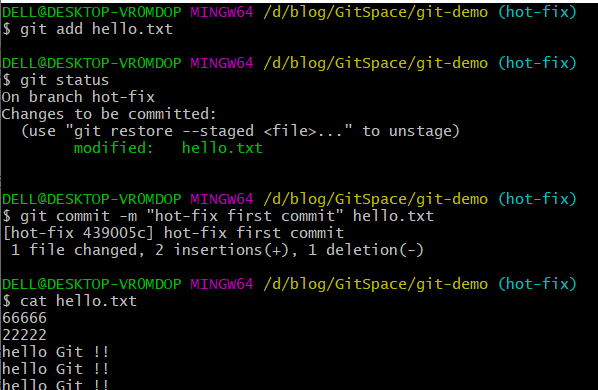 DELL@DESKTOP-VR0MDOP MINGW64 /d/blog/GitSpace/git-demo (hot-fix)
$ git add hello.txt
DELL@DESKTOP-VR0MDOP MINGW64 /d/blog/GitSpace/git-demo (hot-fix)
$ git status
On branch hot-fix
Changes to be committed:
  (use "git restore --staged <file>..." to unstage)
        modified:   hello.txt
DELL@DESKTOP-VR0MDOP MINGW64 /d/blog/GitSpace/git-demo (hot-fix)
$ git commit -m "hot-fix first commit" hello.txt
[hot-fix 439005c] hot-fix first commit
 1 file changed, 2 insertions(+), 1 deletion(-)
DELL@DESKTOP-VR0MDOP MINGW64 /d/blog/GitSpace/git-demo (hot-fix)
$ cat hello.txt
66666
22222
hello Git !!
hello Git !!
hello Git !!